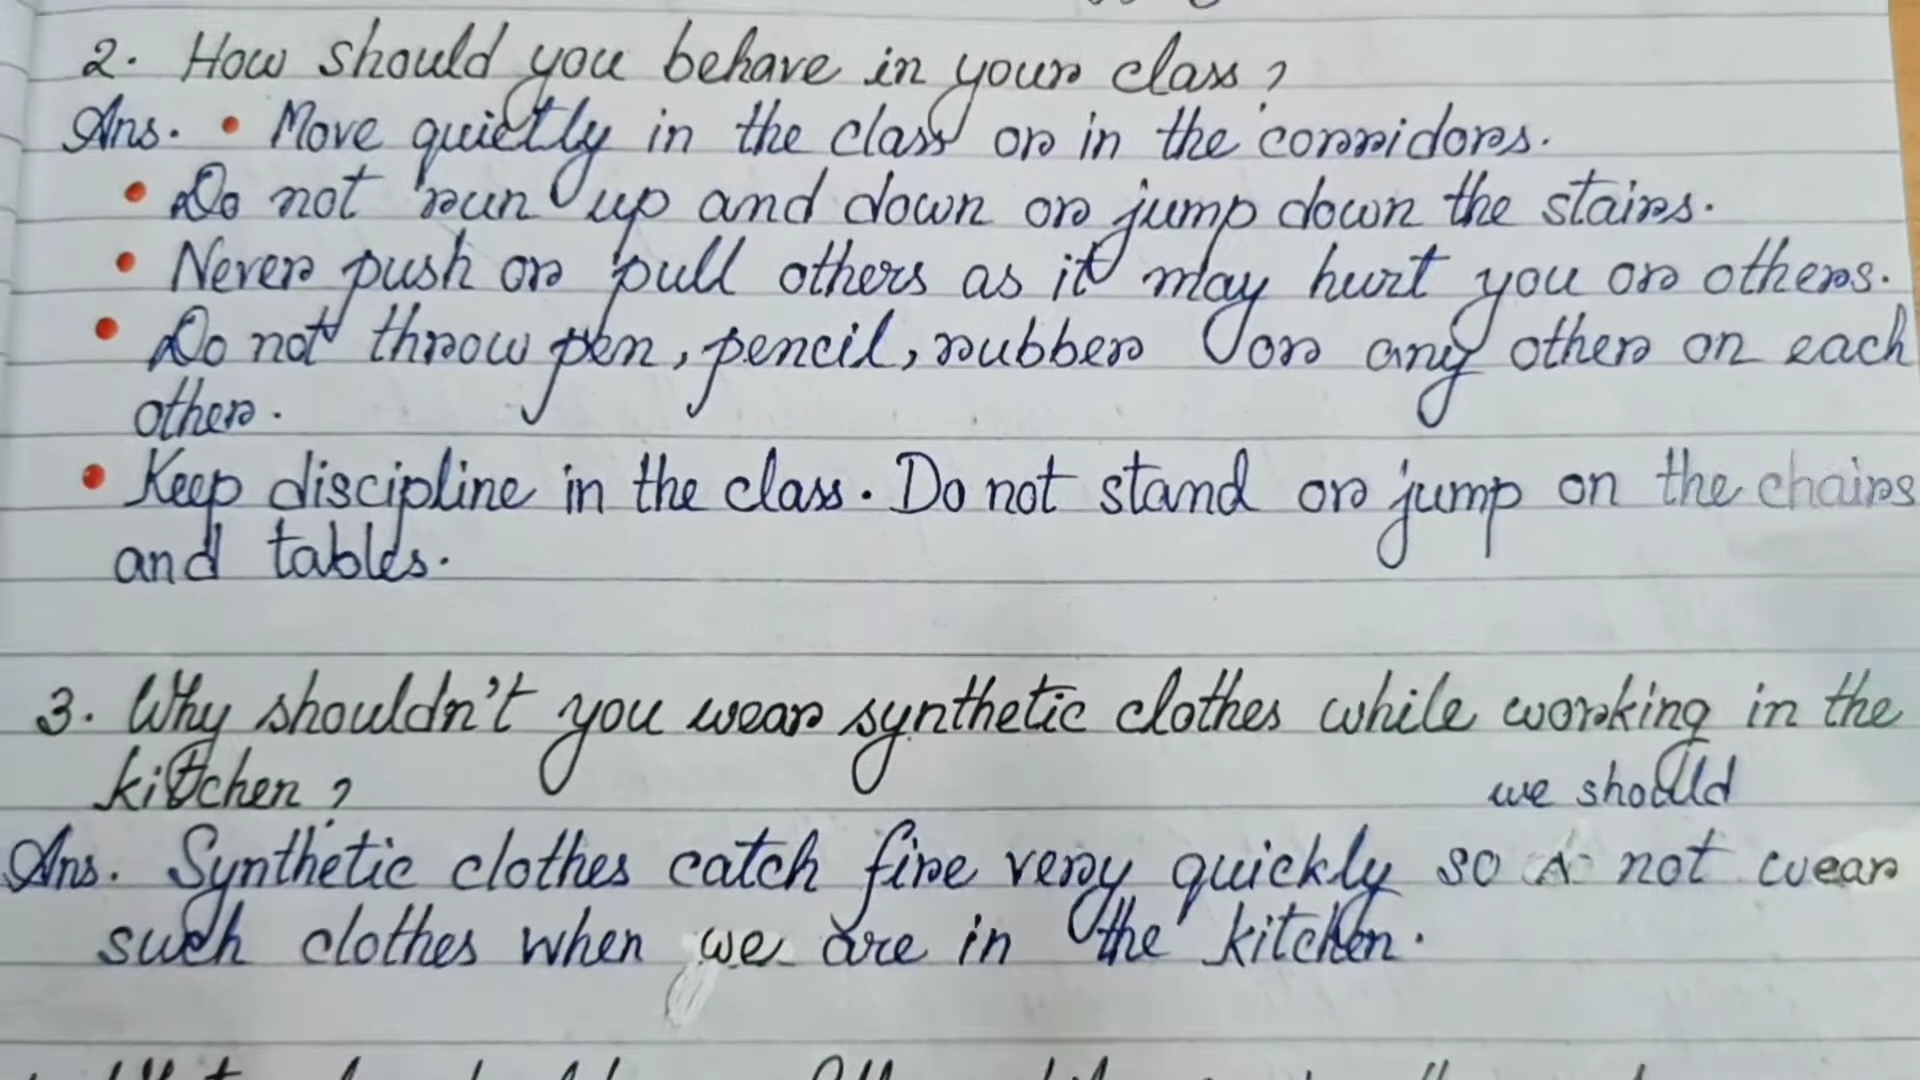 2. How should you behave in your class?
Ans. • Move quietly in the class or in the corridors.
• Do not run up and down or jump down the stairs.
• Never push or pull others as it may hurt you or others.
• Do not throw pen, pencil, rubber or any other on each
other.
• Keep discipline in the class. Do not stand or jump on the chairs
and tables.
3. Why shouldn't you wear synthetic clothes while working in the
kitchen?
we should
Ans. Synthetic clothes catch fire very quickly so not wear
such clothes when we are in the kitchen.